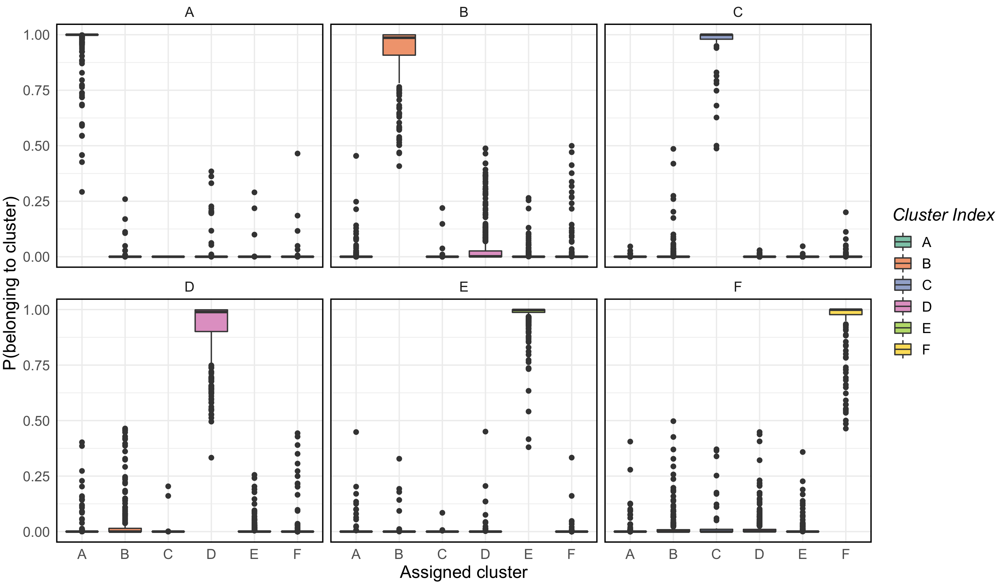 A B C
1.00
0.75
0.50
0.25
0.00
D E F
1.00
0.75
0.50
0.25
0.00
A B C D E F A B C D E F A B C D E F
Assigned cluster
P(belonging to cluster)
Cluster Index
A
B
C
D
E
F